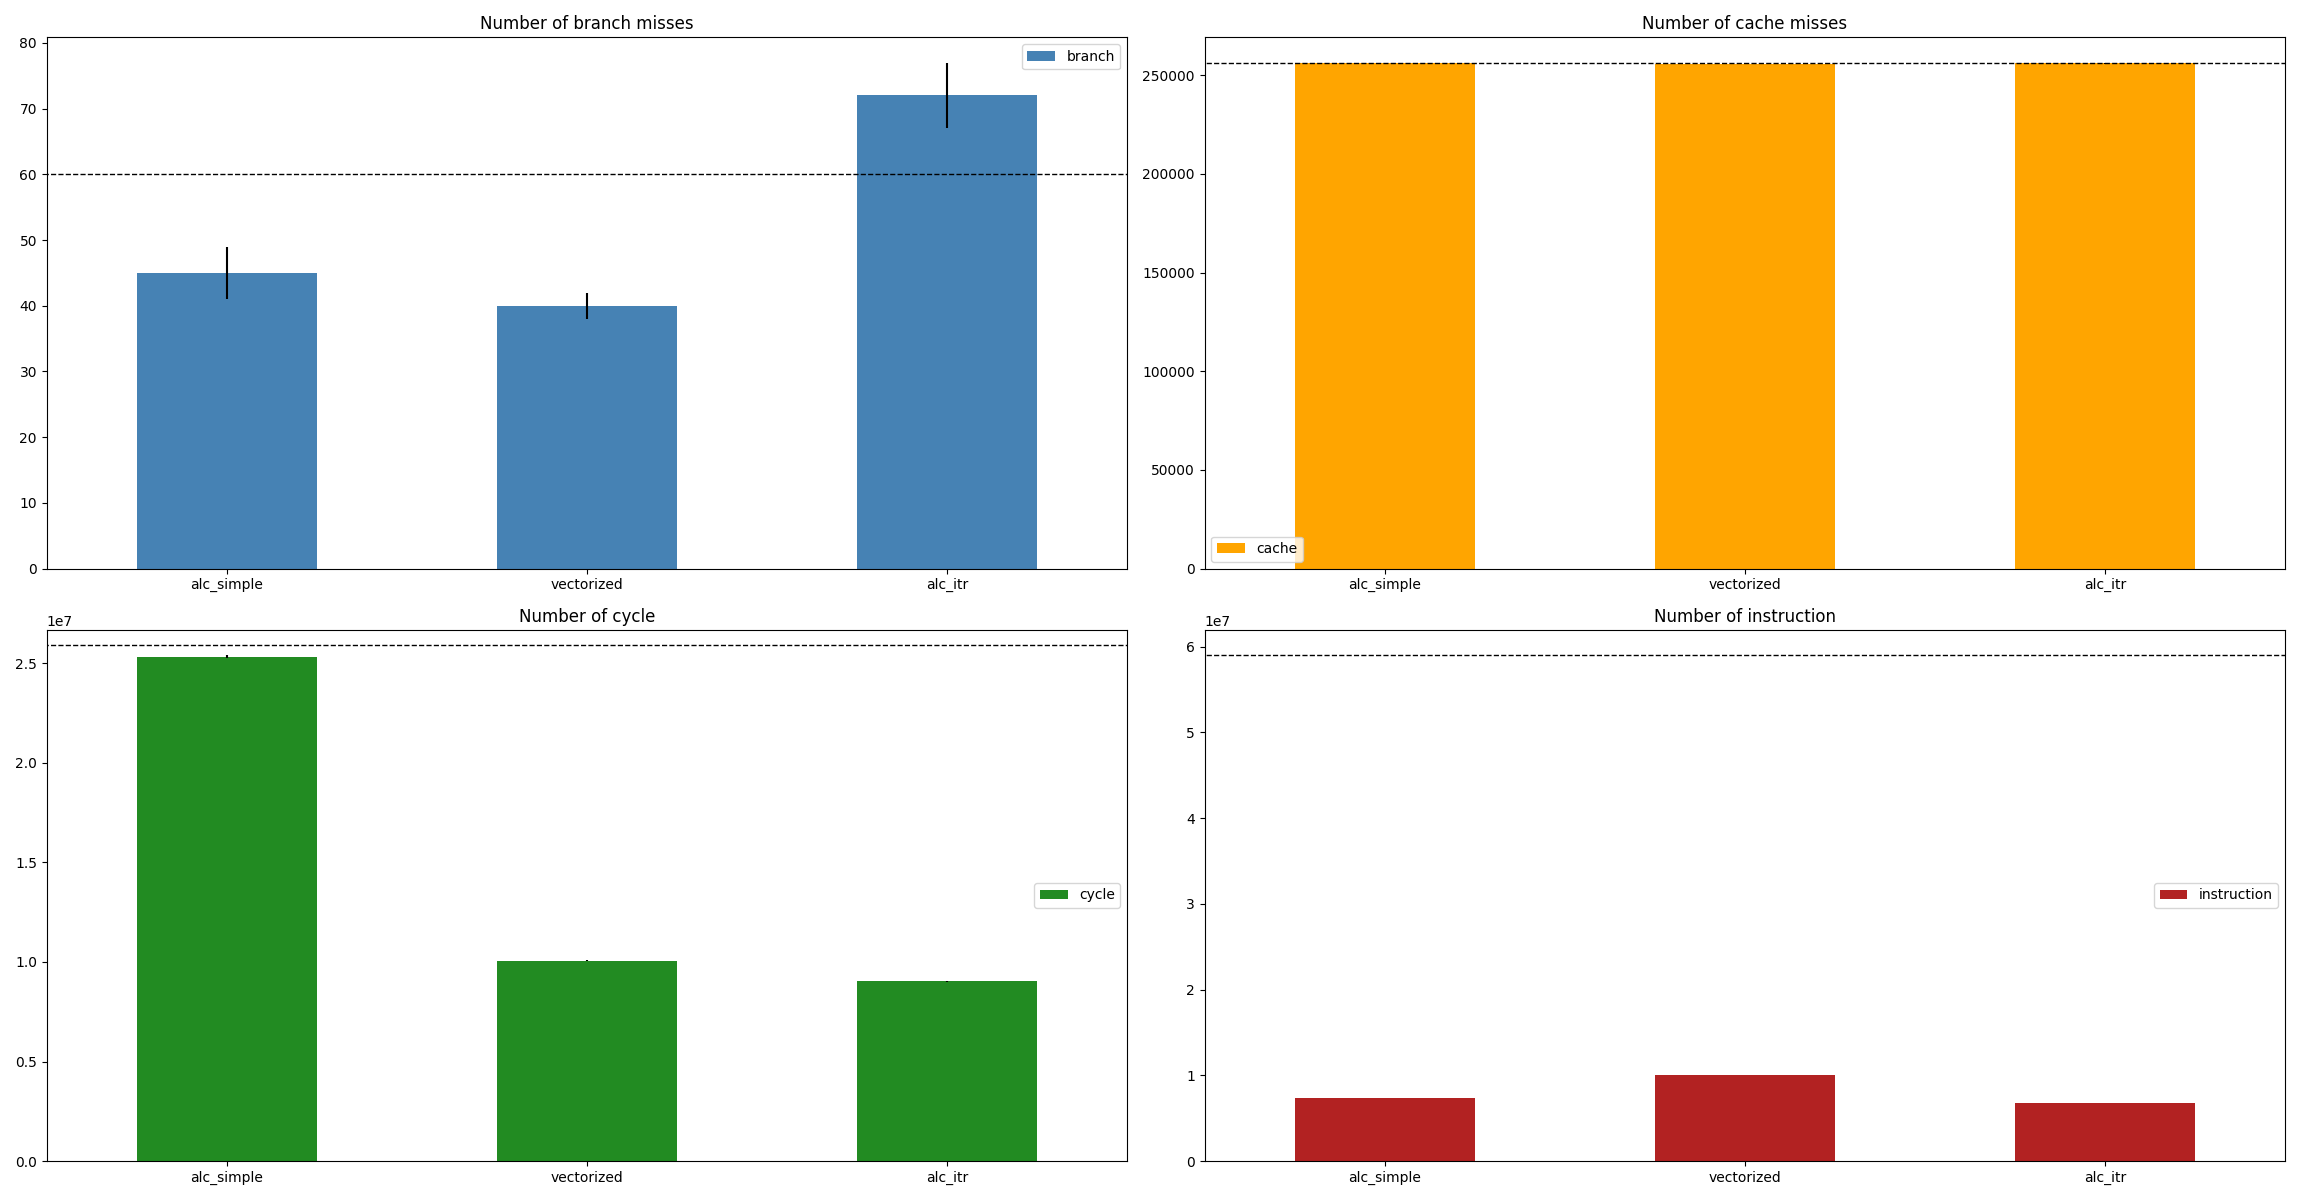 Number of branch misses
80
70
60
50
40
30
20
10
0
branch
alc_simple vectorized alc_itr
Number of cache misses
250000
200000
150000
100000
50000
0
cache
alc_simple vectorized alc_itr
Number of cycle
1e7
2.5
2.0
1.5
1.0
0.5
0.0
cycle
alc_simple vectorized alc_itr
Number of instruction
1e7
6
5
4
3
2
1
0
instruction
alc_simple vectorized alc_itr